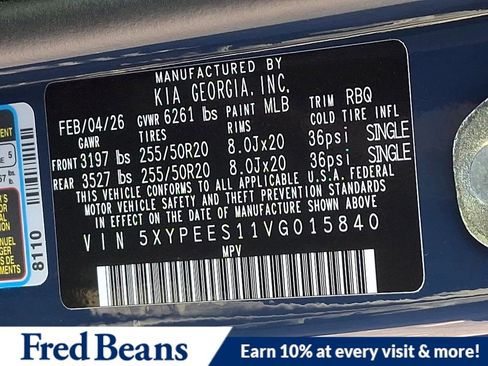 MANUFACTURED BY
KIA GEORGIA, INC.
FEB/04/26 GVWR 6261 lbs PAINT MLB TRIM RBQ
GAWR TIRES RIMS COLD TIRE INFL
FRONT 3197 lbs 255/50R20 8.0Jx20 36psi SINGLE
REAR 3527 lbs 255/50R20 8.0Jx20 36psi SINGLE
THIS VEHICLE CONFORMS TO ALL APPLICABLE U.S.A. FEDERAL
MOTOR VEHICLE SAFETY AND THEFT PREVENTION STANDARDS
IN EFFECT ON THE DATE OF MANUFACTURE SHOWN ABOVE
VIN 5XYPEES11VG015840
MPV
8110
Fred Beans
Earn 10% at every visit & more!